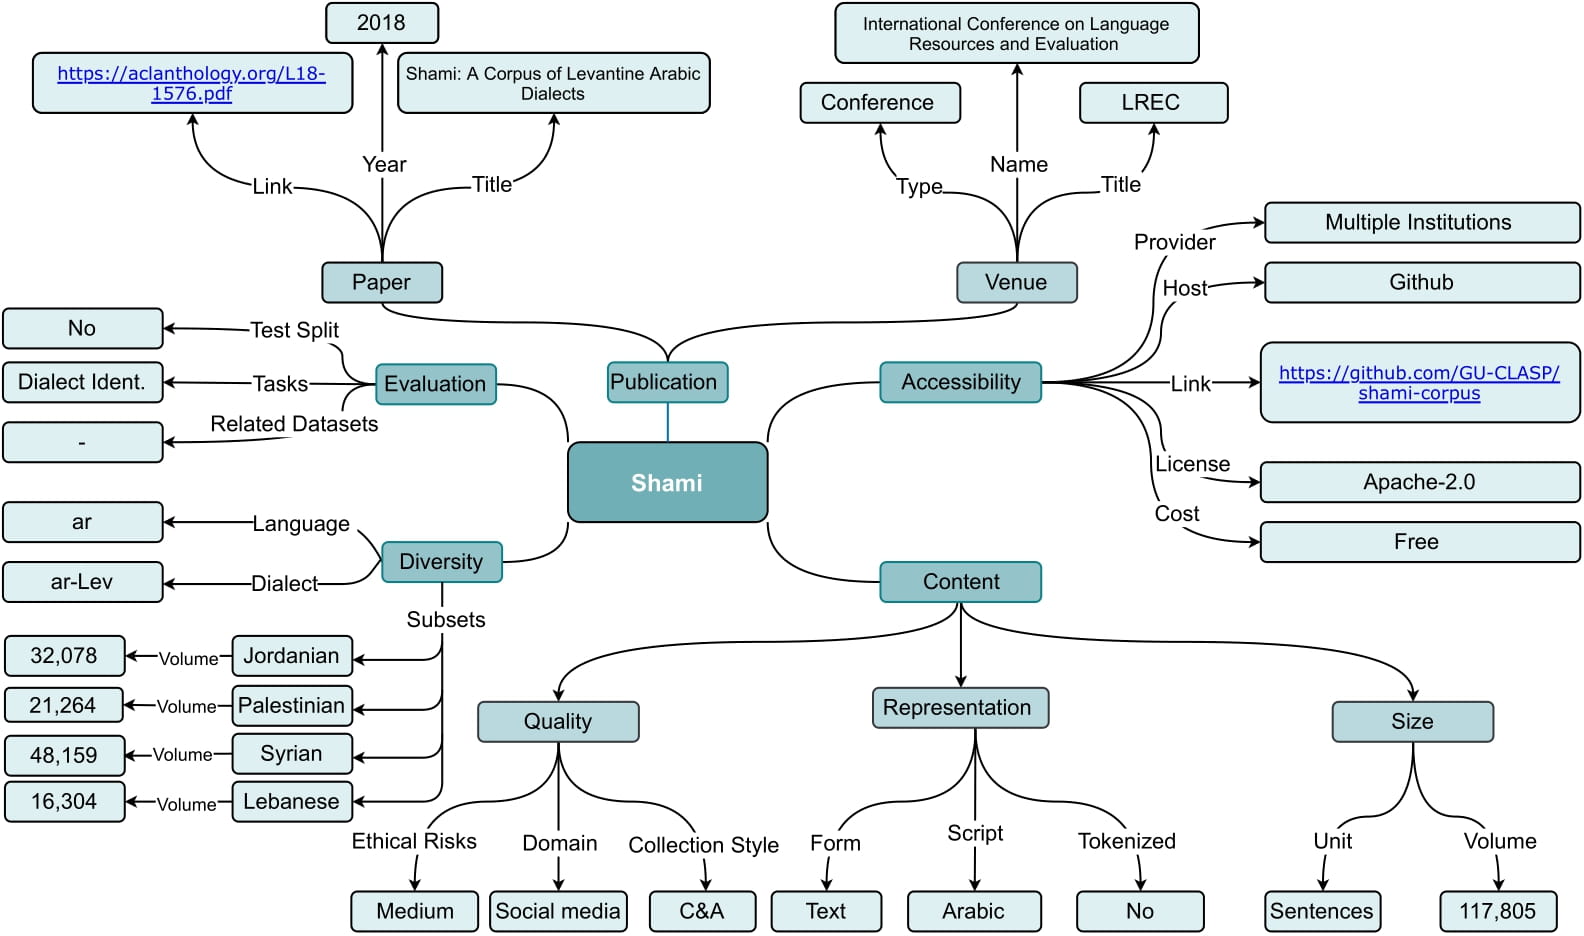 2018
https://aclanthology.org/L18-
1576.pdf
Shami: A Corpus of Levantine Arabic
Dialects
Link
Year
Title
Paper
International Conference on Language
Resources and Evaluation
Conference
LREC
Type
Name
Title
Venue
Publication
Shami
Evaluation
Test Split
No
Tasks
Dialect Ident.
Related Datasets
-
Accessibility
Provider
Multiple Institutions
Host
Github
Link
https://github.com/GU-CLASP/
shami-corpus
License
Apache-2.0
Cost
Free
Diversity
Language
ar
Dialect
ar-Lev
Subsets
Jordanian
Volume
32,078
Palestinian
Volume
21,264
Syrian
Volume
48,159
Lebanese
Volume
16,304
Content
Quality
Ethical Risks
Domain
Collection Style
Medium
Social media
C&A
Representation
Form
Script
Tokenized
Text
Arabic
No
Size
Unit
Volume
Sentences
117,805